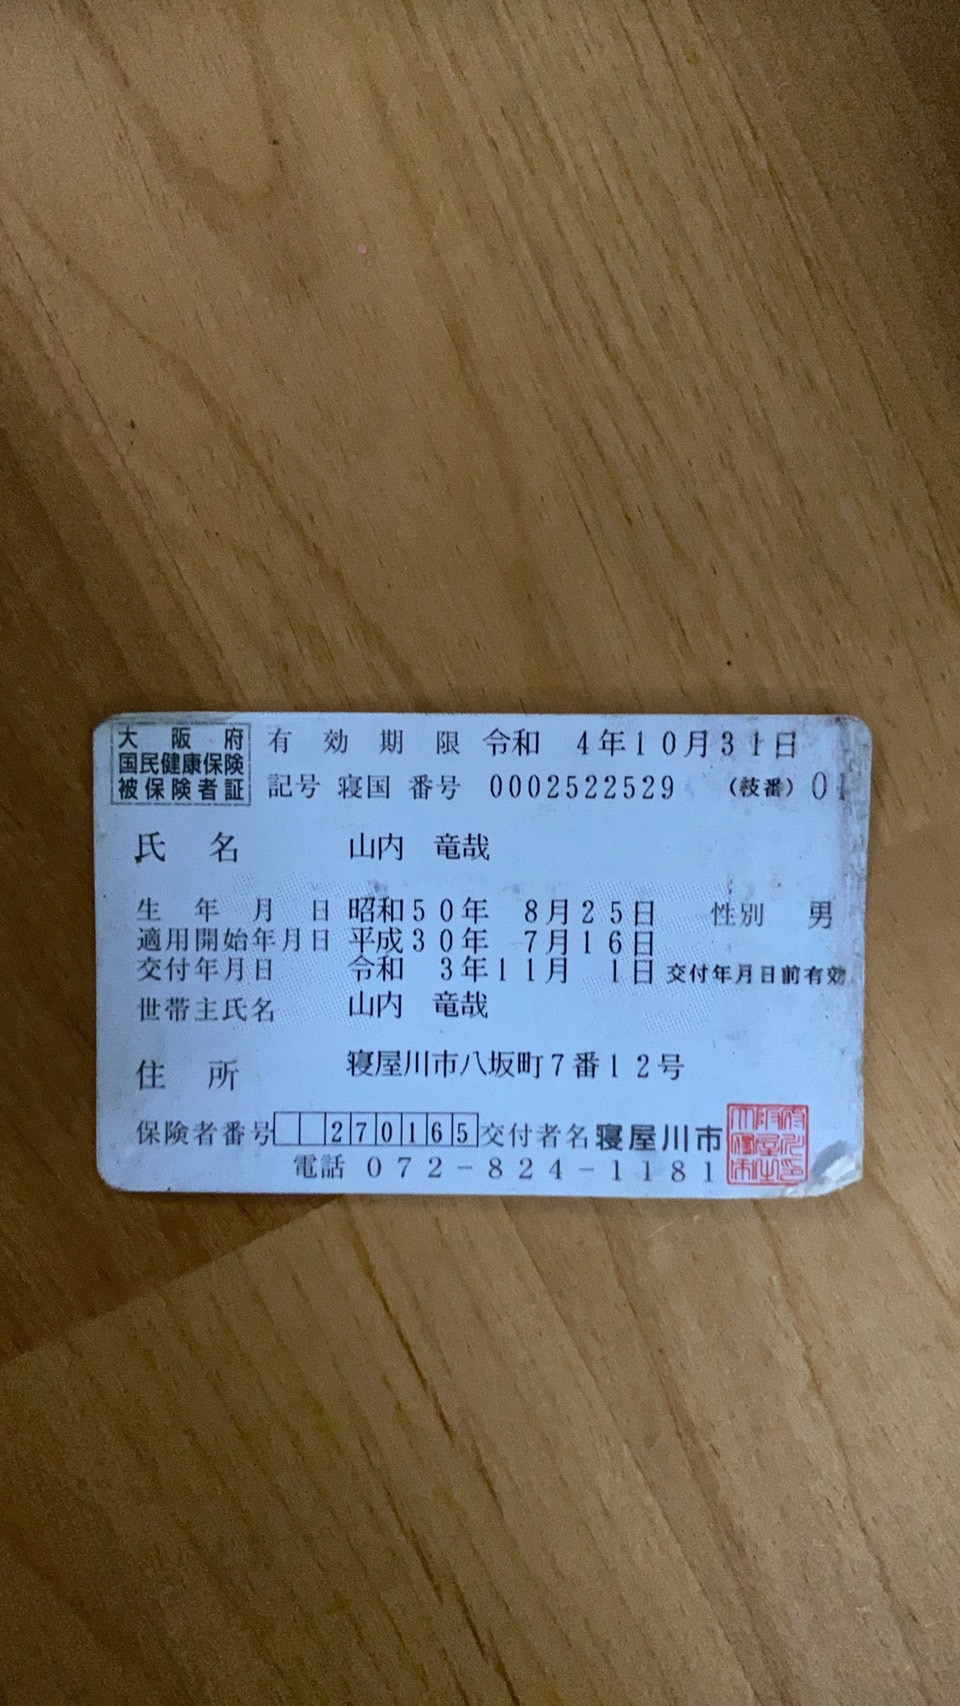 大阪府
国民健康保険
被保険者証
有効期限 令和 4年10月31日
記号 寝国 番号 0002522529 (枝番) 01
氏名 山内 竜哉
生年月日 昭和50年 8月25日 性別 男
適用開始年月日 平成30年 7月16日
交付年月日 令和 3年11月 1日 交付年月日前有効
世帯主氏名 山内 竜哉
住所 寝屋川市八坂町7番12号
保険者番号 270165 交付者名 寝屋川市
電話 072-824-1181